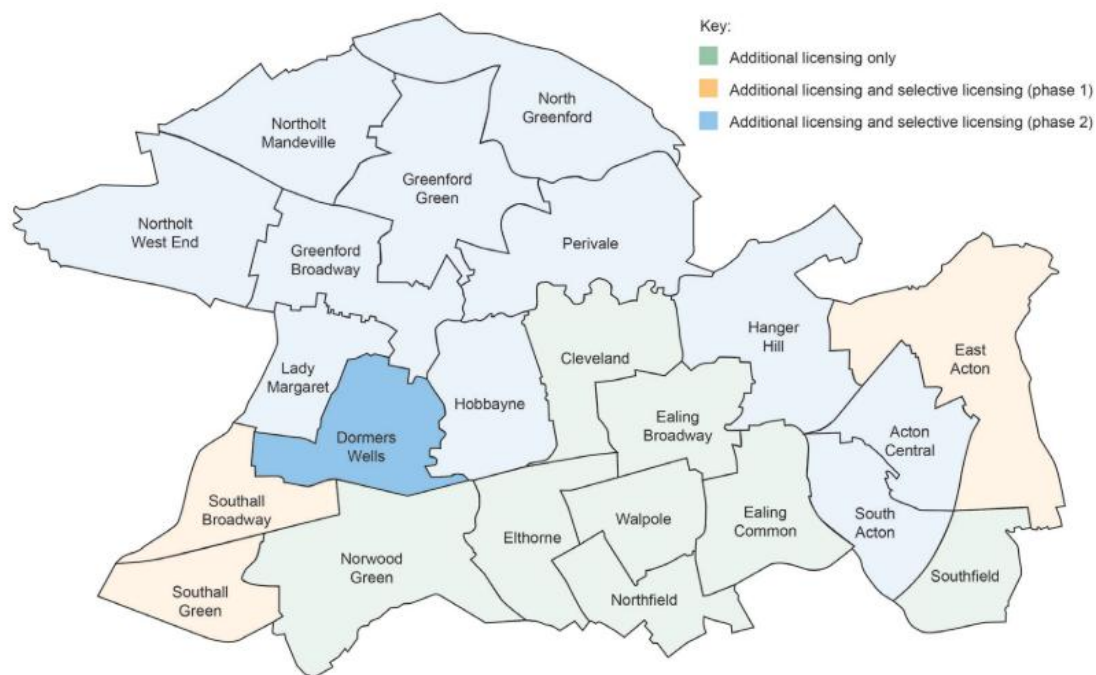 Key:
Additional licensing only
Additional licensing and selective licensing (phase 1)
Additional licensing and selective licensing (phase 2)
North
Greenford
Northolt
Mandeville
Greenford
Green
Northolt
West End
Greenford
Broadway
Perivale
Hanger
Hill
East
Acton
Cleveland
Lady
Margaret
Hobbayne
Ealing
Broadway
Acton
Central
Dormers
Wells
Southall
Broadway
Walpole
Ealing
Common
South
Acton
Elthorne
Norwood
Green
Southfield
Southall
Green
Northfield